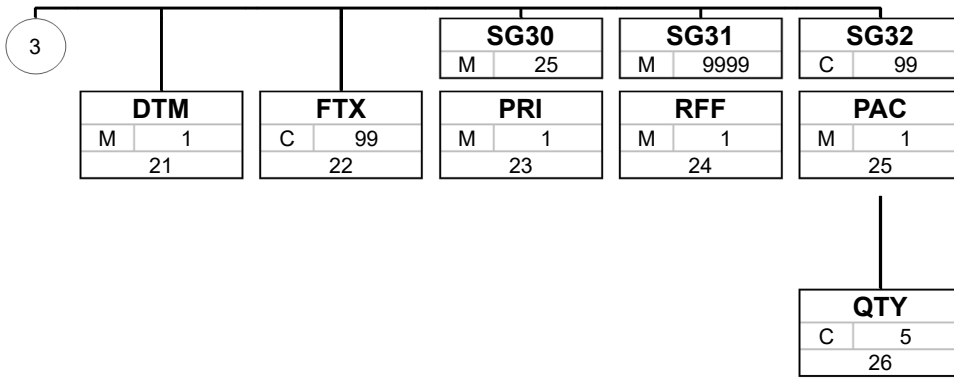 3
SG30
M 25
SG31
M 9999
SG32
C 99
DTM
M 1
21
FTX
C 99
22
PRI
M 1
23
RFF
M 1
24
PAC
M 1
25
QTY
C 5
26